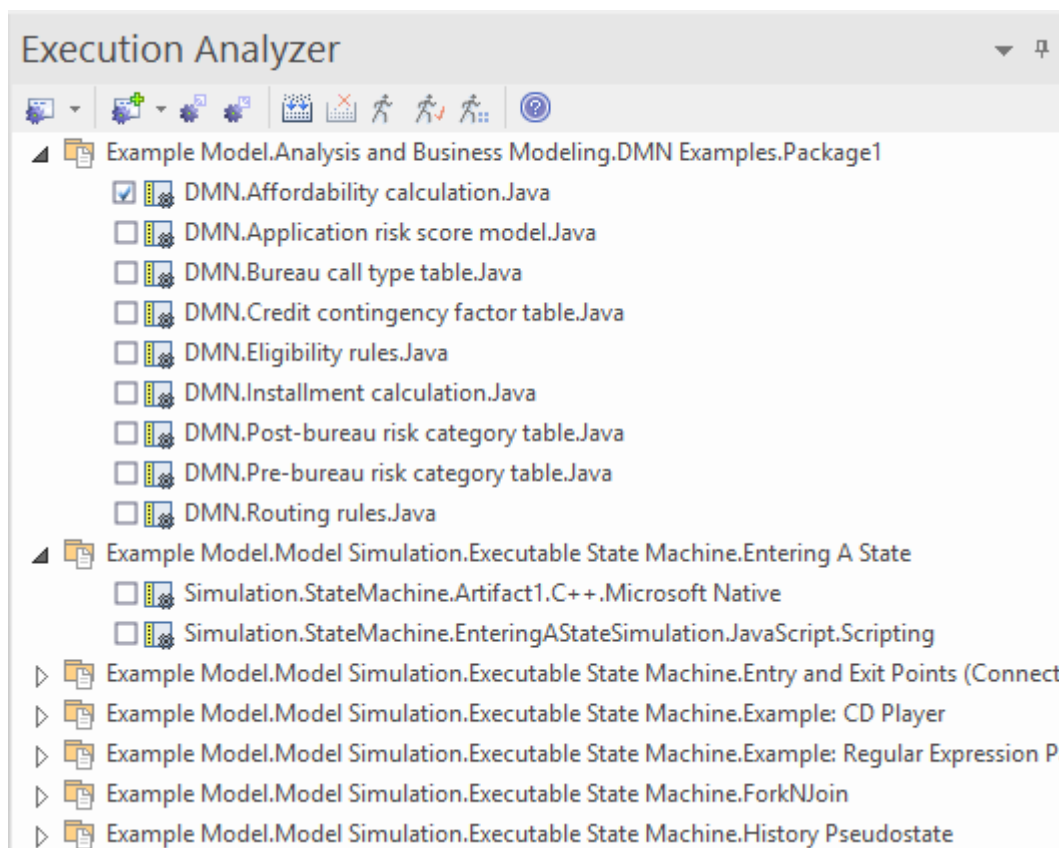 Execution Analyzer
Example Model.Analysis and Business Modeling.DMN Examples.Package1
DMN.Affordability calculation.Java
DMN.Application risk score model.Java
DMN.Bureau call type table.Java
DMN.Credit contingency factor table.Java
DMN.Eligibility rules.Java
DMN.Installment calculation.Java
DMN.Post-bureau risk category table.Java
DMN.Pre-bureau risk category table.Java
DMN.Routing rules.Java
Example Model.Model Simulation.Executable State Machine.Entering A State
Simulation.StateMachine.Artifact1.C++.Microsoft Native
Simulation.StateMachine.EnteringAStateSimulation.JavaScript.Scripting
Example Model.Model Simulation.Executable State Machine.Entry and Exit Points (Connect
Example Model.Model Simulation.Executable State Machine.Example: CD Player
Example Model.Model Simulation.Executable State Machine.Example: Regular Expression P
Example Model.Model Simulation.Executable State Machine.ForkNJoin
Example Model.Model Simulation.Executable State Machine.History Pseudostate